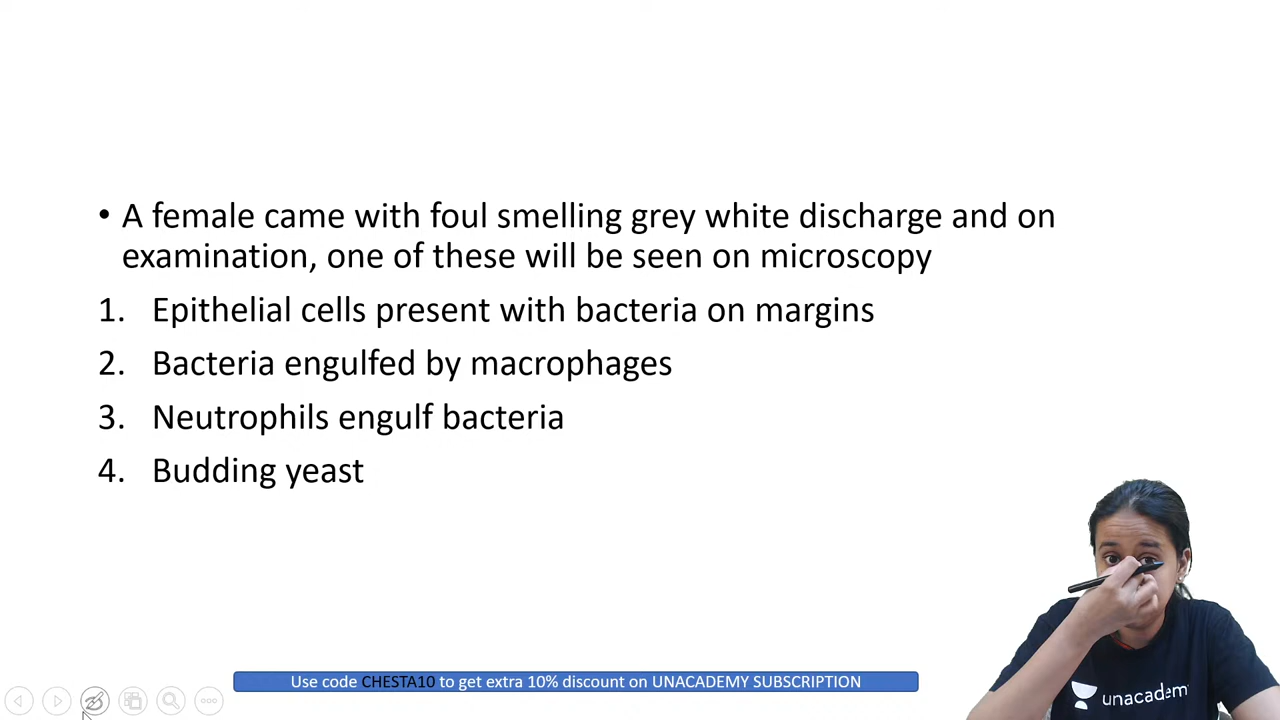 • A female came with foul smelling grey white discharge and on
examination, one of these will be seen on microscopy
1. Epithelial cells present with bacteria on margins
2. Bacteria engulfed by macrophages
3. Neutrophils engulf bacteria
4. Budding yeast
Use code CHESTA10 to get extra 10% discount on UNACADEMY SUBSCRIPTION
unacademy